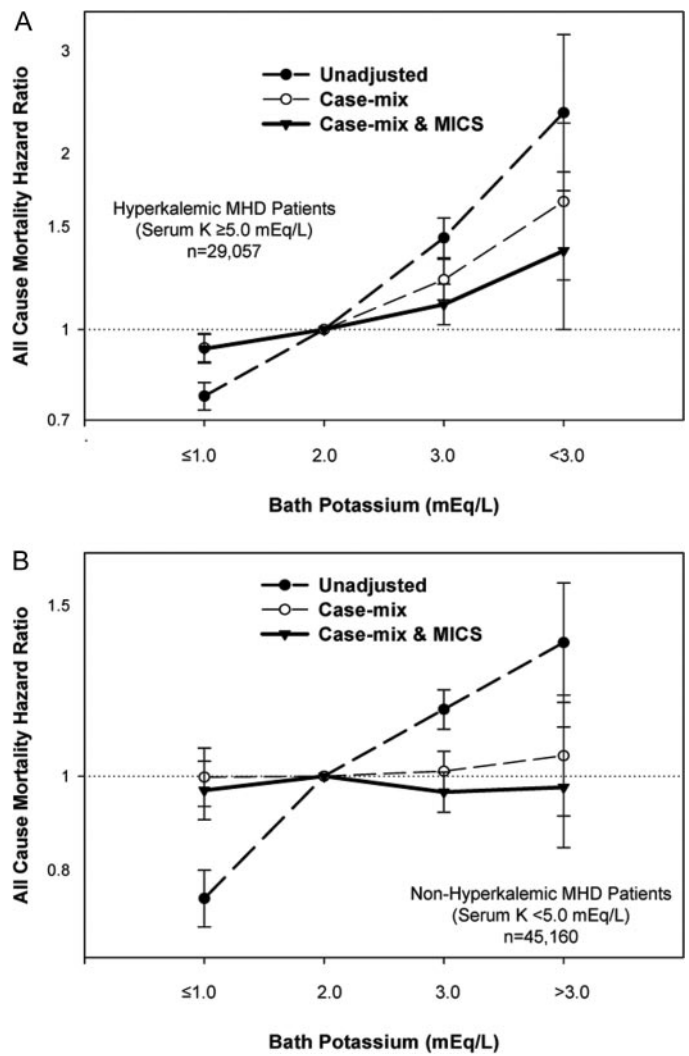 A
All Cause Mortality Hazard Ratio
3
2
1.5
1
0.7
Unadjusted
Case-mix
Case-mix & MICS
Hyperkalemic MHD Patients
(Serum K ≥5.0 mEq/L)
n=29,057
≤1.0 2.0 3.0 <3.0
Bath Potassium (mEq/L)
B
All Cause Mortality Hazard Ratio
1.5
1
0.8
Unadjusted
Case-mix
Case-mix & MICS
Non-Hyperkalemic MHD Patients
(Serum K <5.0 mEq/L)
n=45,160
≤1.0 2.0 3.0 >3.0
Bath Potassium (mEq/L)